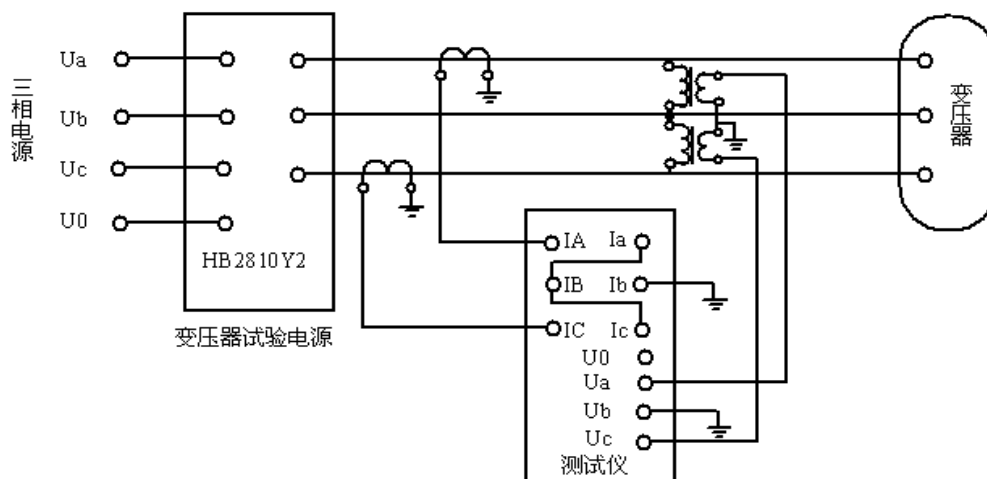 三相电源
Ua
Ub
Uc
U0
HB2810Y2
变压器试验电源
变压器
IA Ia
IB Ib
IC Ic
U0
Ua
Ub
Uc
测试仪